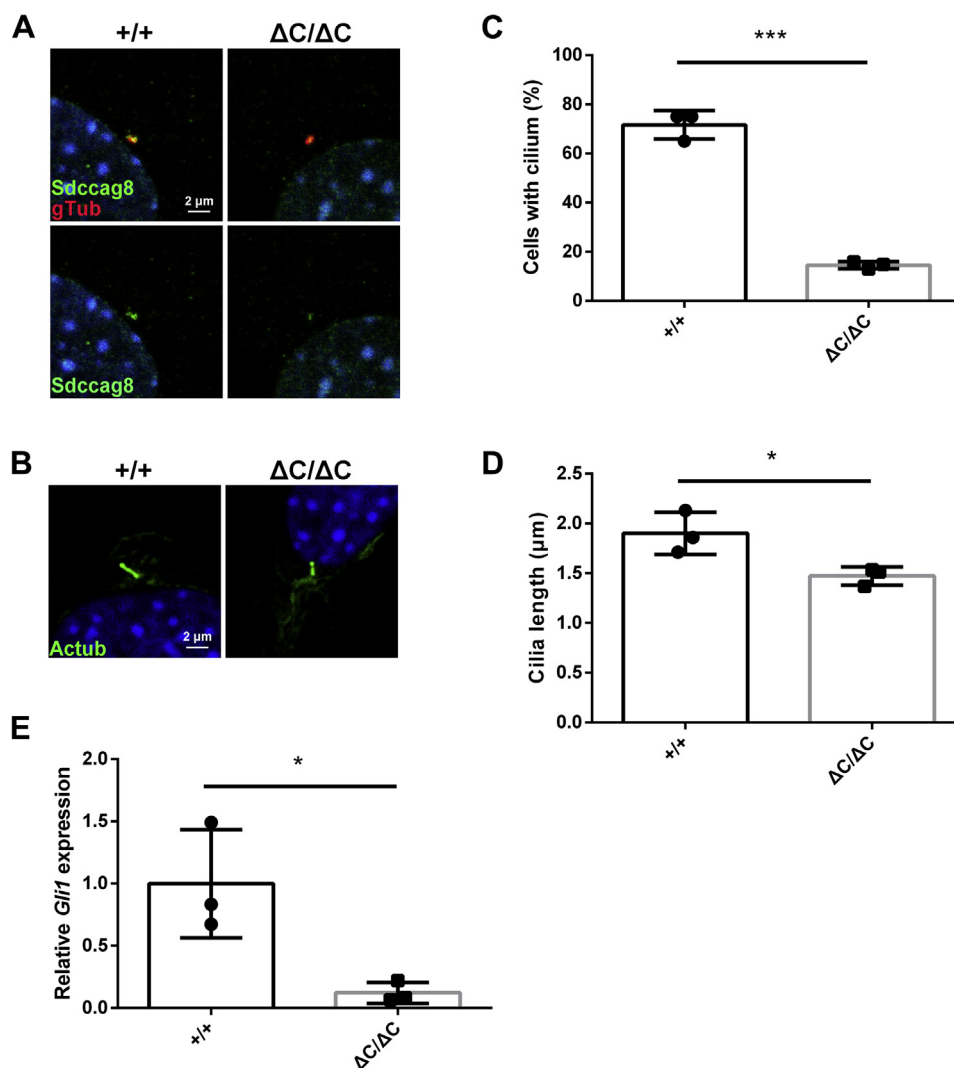 A
+/+
ΔC/ΔC
Sdccag8
gTub
2 µm
Sdccag8
B
+/+
ΔC/ΔC
Actub
2 µm
C
***
Cells with cilium (%)
100
80
60
40
20
0
+/+
ΔC/ΔC
D
*
Cilia length (µm)
2.5
2.0
1.5
1.0
0.5
0.0
+/+
ΔC/ΔC
E
*
Relative Gli1 expression
2.0
1.5
1.0
0.5
0.0
+/+
ΔC/ΔC